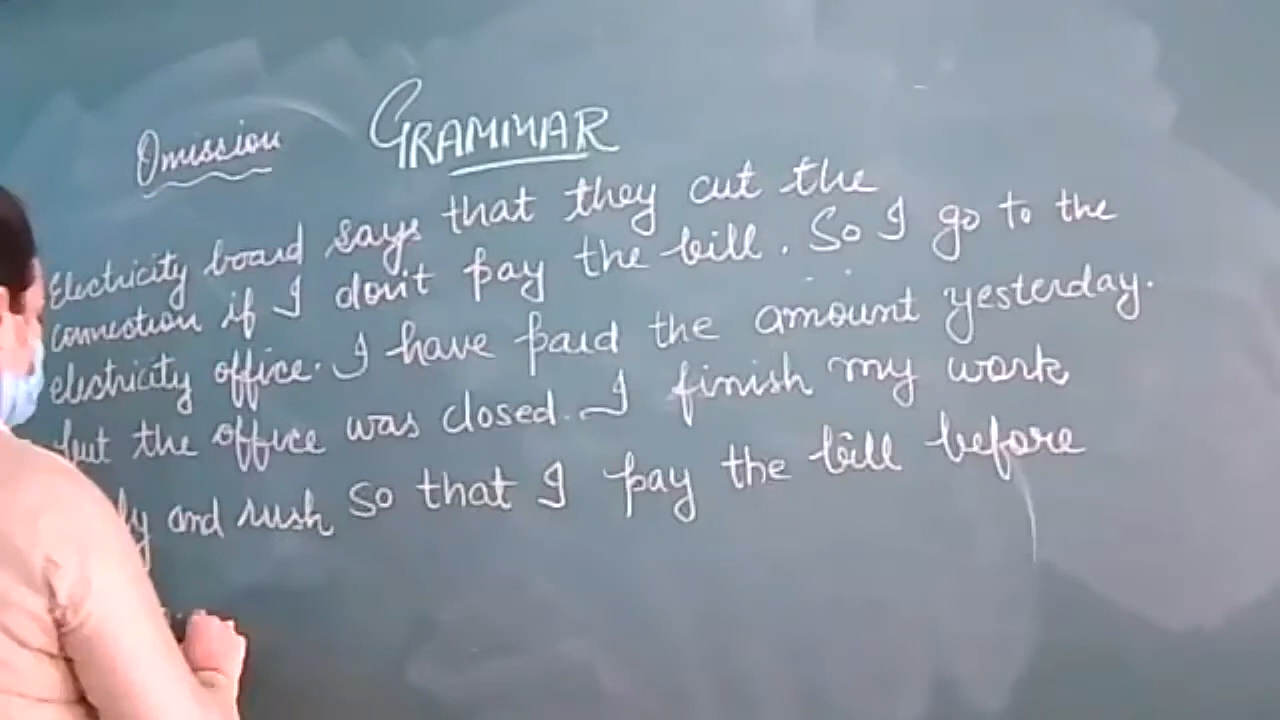 Omission GRAMMAR
Electricity board says that they cut the
connection if I don't pay the bill. So I go to the
electricity office. I have paid the amount yesterday.
but the office was closed. I finish my work
and rush so that I pay the bill before